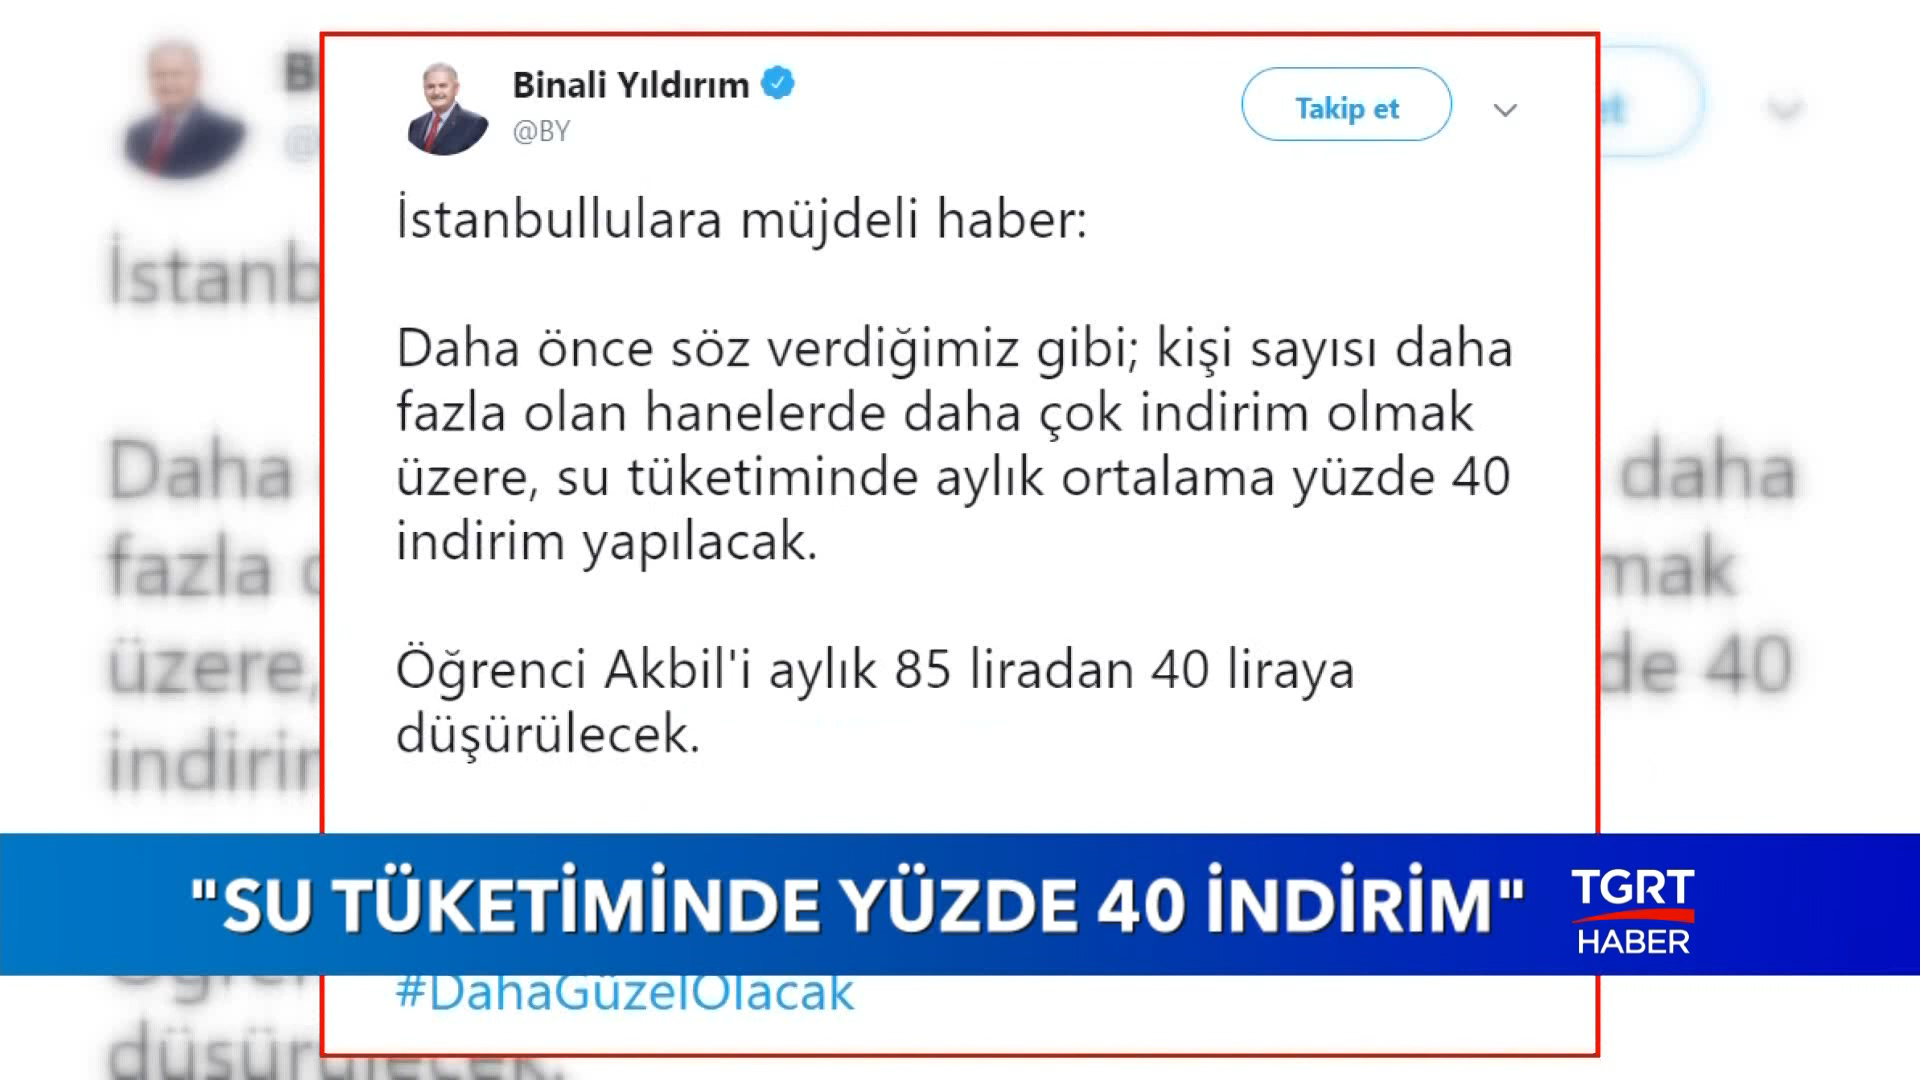 Binali Yıldırım
@BY
Takip et
İstanbullulara müjdeli haber:
Daha önce söz verdiğimiz gibi; kişi sayısı daha
fazla olan hanelerde daha çok indirim olmak
üzere, su tüketiminde aylık ortalama yüzde 40
indirim yapılacak.
Öğrenci Akbil'i aylık 85 liradan 40 liraya
düşürülecek.
"SU TÜKETİMİNDE YÜZDE 40 İNDİRİM"
TGRT
HABER
#DahaGüzelOlacak